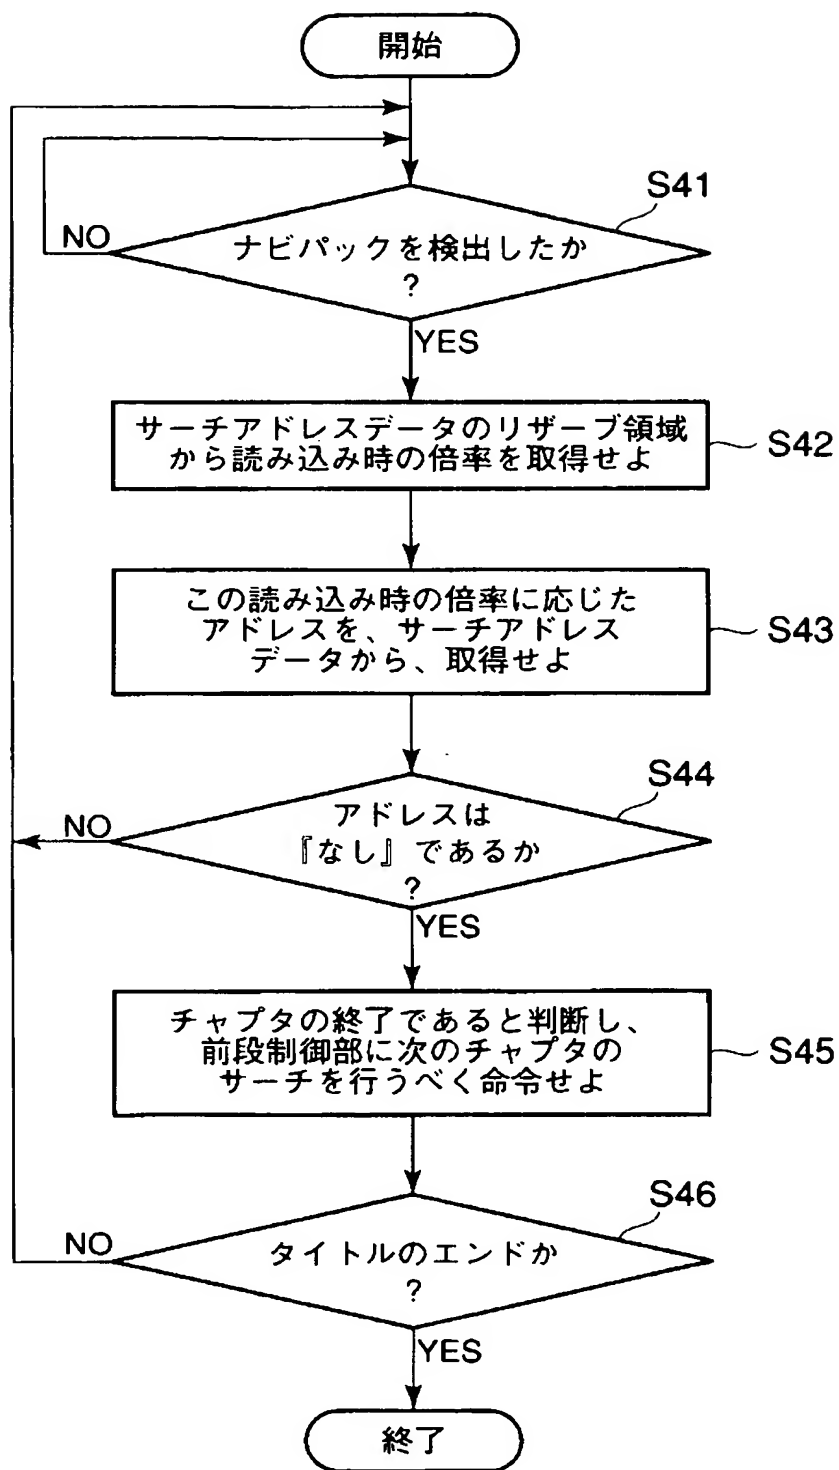 開始
S41
NO
ナビパックを検出したか
?
YES
サーチアドレスデータのリザーブ領域
から読み込み時の倍率を取得せよ
S42
この読み込み時の倍率に応じた
アドレスを、サーチアドレス
データから、取得せよ
S43
S44
NO
アドレスは
『なし』であるか
?
YES
チャプタの終了であると判断し、
前段制御部に次のチャプタの
サーチを行うべく命令せよ
S45
S46
NO
タイトルのエンドか
?
YES
終了